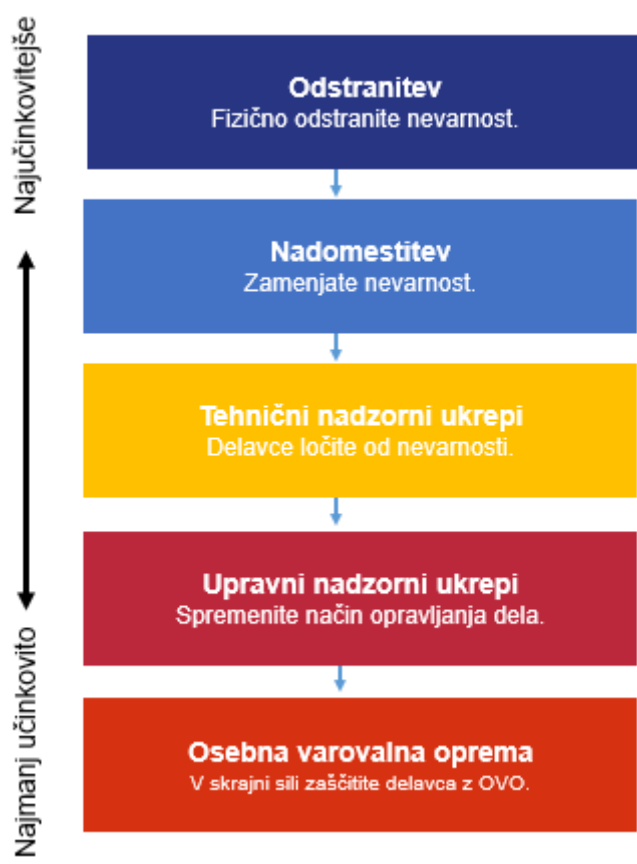 Najučinkovitejše
Odstranitev
Fizično odstranite nevarnost.
Nadomestitev
Zamenjate nevarnost.
Tehnični nadzorni ukrepi
Delavce ločite od nevarnosti.
Upravni nadzorni ukrepi
Spremenite način opravljanja dela.
Najmanj učinkovito
Osebna varovalna oprema
V skrajni sili zaščitite delavca z OVO.